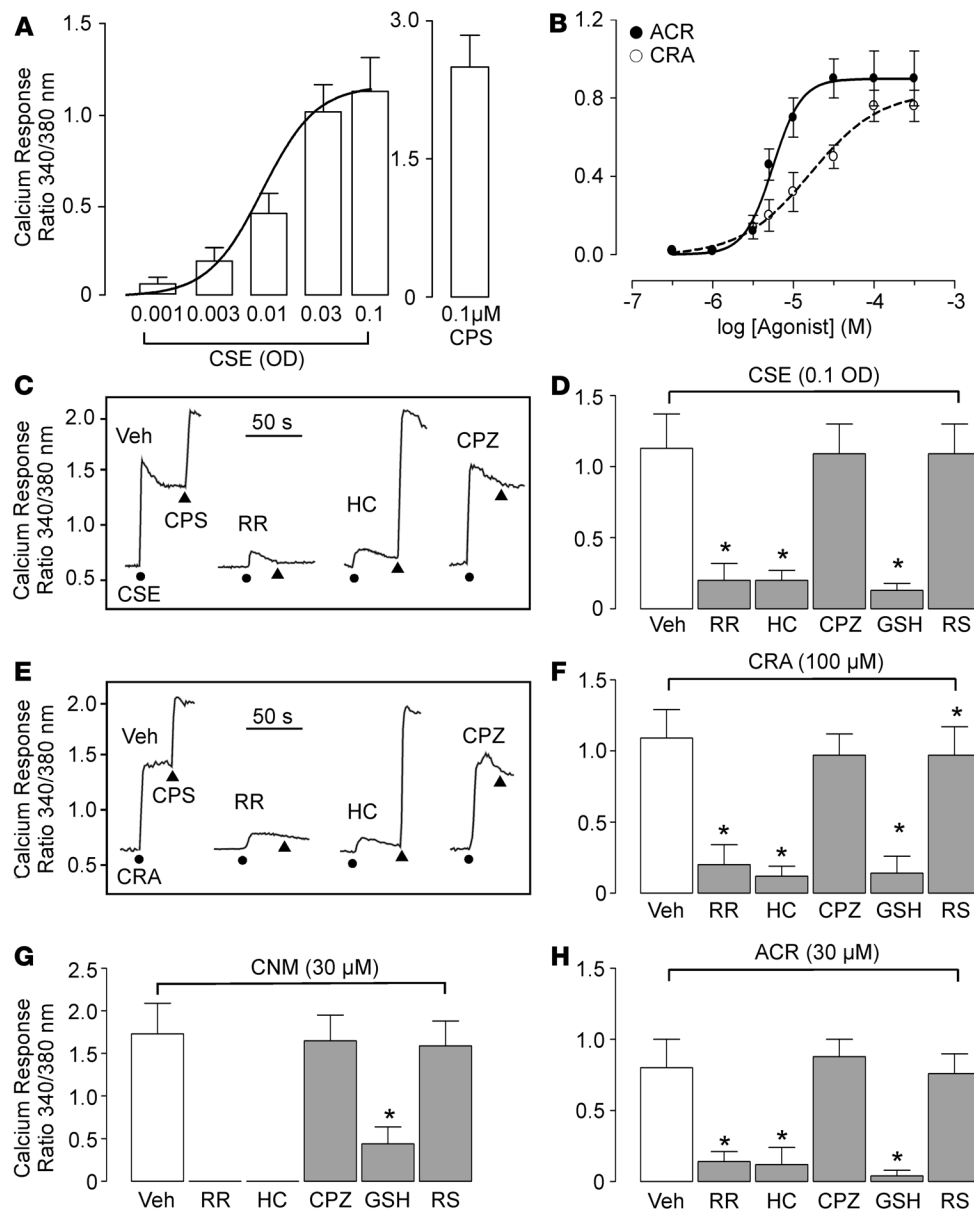 A
Calcium Response
Ratio 340/380 nm
1.5
1.0
0.5
0
0.001 0.003 0.01 0.03 0.1
CSE (OD)
3.0
1.5
0
0.1μM
CPS
B
ACR
CRA
1.2
0.8
0.4
0.0
-7 -6 -5 -4 -3
log [Agonist] (M)
C
Calcium Response
Ratio 340/380 nm
2.0
1.5
1.0
0.5
Veh
CPS
CSE
50 s
RR
HC
CPZ
D
CSE (0.1 OD)
1.5
1.0
0.5
0
* * *
Veh RR HC CPZ GSH RS
E
Calcium Response
Ratio 340/380 nm
2.0
1.5
1.0
0.5
Veh
CPS
CRA
50 s
RR
HC
CPZ
F
CRA (100 μM)
1.5
1.0
0.5
0
* * * *
Veh RR HC CPZ GSH RS
G
Calcium Response
Ratio 340/380 nm
CNM (30 μM)
2.5
2.0
1.5
1.0
0.5
0
*
Veh RR HC CPZ GSH RS
H
ACR (30 μM)
1.5
1.0
0.5
0
* * *
Veh RR HC CPZ GSH RS